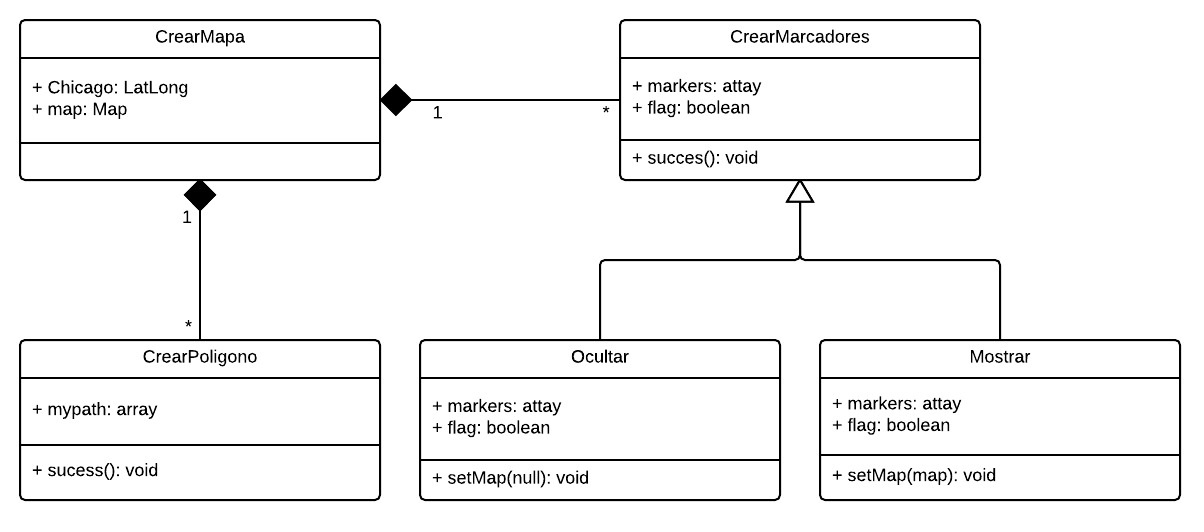 CrearMapa
+ Chicago: LatLong
+ map: Map
1
*
CrearMarcadores
+ markers: attay
+ flag: boolean
+ succes(): void
1
*
CrearPoligono
+ mypath: array
+ sucess(): void
Ocultar
+ markers: attay
+ flag: boolean
+ setMap(null): void
Mostrar
+ markers: attay
+ flag: boolean
+ setMap(map): void